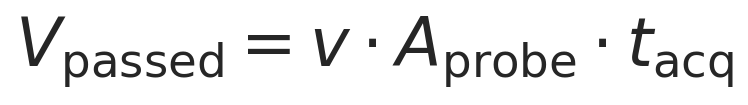 V_passed = v · A_probe · t_acq